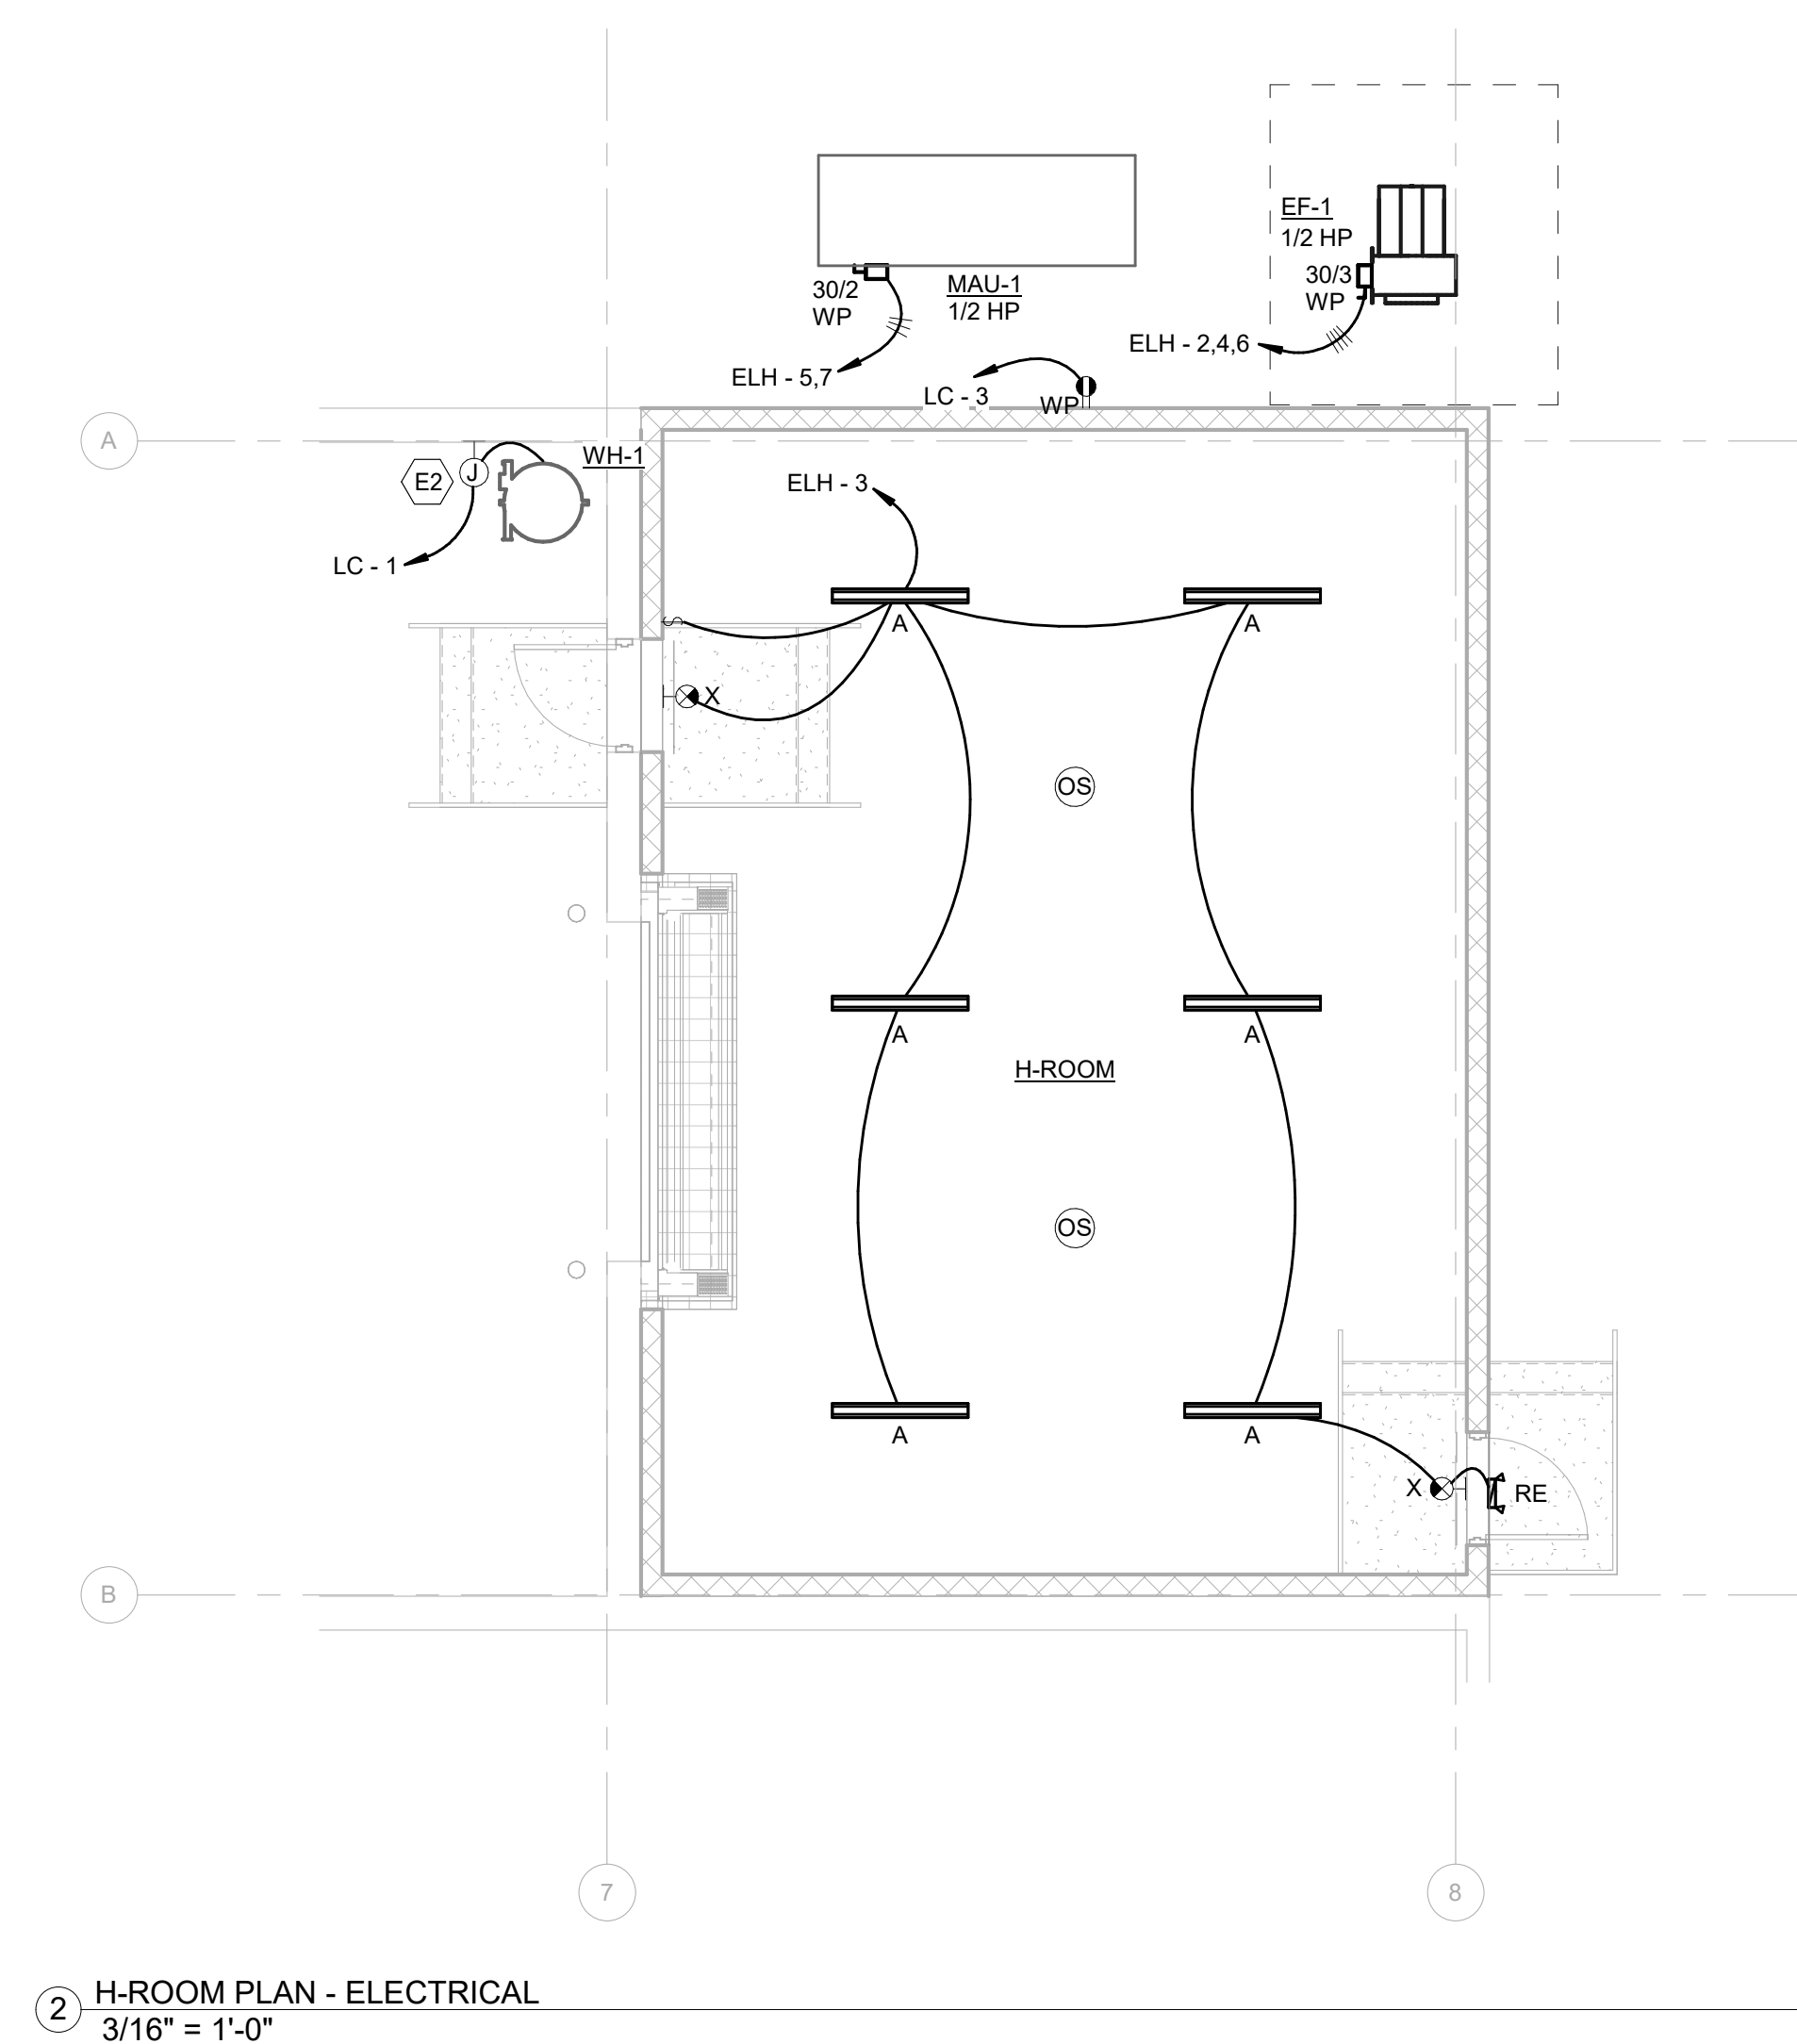 EF-1
1/2 HP
30/3
WP
30/2
WP
MAU-1
1/2 HP
ELH - 2,4,6
ELH - 5,7
LC - 3
WP
A
WH-1
J
E2
ELH - 3
LC - 1
S
A
A
X
OS
A
A
H-ROOM
OS
A
A
X
RE
B
7
8
2
H-ROOM PLAN - ELECTRICAL
3/16" = 1'-0"